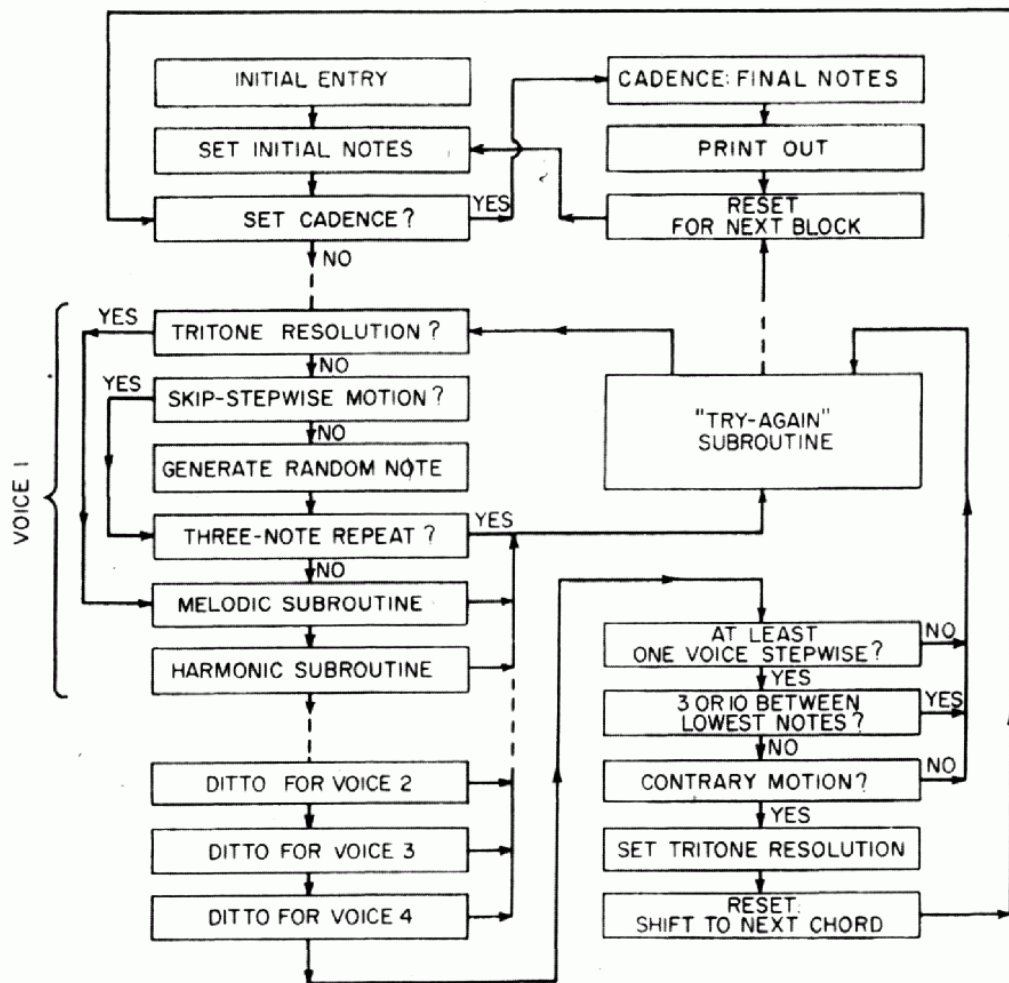 INITIAL ENTRY
SET INITIAL NOTES
SET CADENCE?
YES
NO
VOICE 1
YES
TRITONE RESOLUTION?
NO
YES
SKIP-STEPWISE MOTION?
NO
GENERATE RANDOM NOTE
THREE-NOTE REPEAT?
YES
NO
MELODIC SUBROUTINE
HARMONIC SUBROUTINE
DITTO FOR VOICE 2
DITTO FOR VOICE 3
DITTO FOR VOICE 4
CADENCE: FINAL NOTES
PRINT OUT
RESET
FOR NEXT BLOCK
"TRY-AGAIN"
SUBROUTINE
AT LEAST
ONE VOICE STEPWISE?
NO
YES
3 OR 10 BETWEEN
LOWEST NOTES?
YES
NO
CONTRARY MOTION?
NO
YES
SET TRITONE RESOLUTION
RESET:
SHIFT TO NEXT CHORD